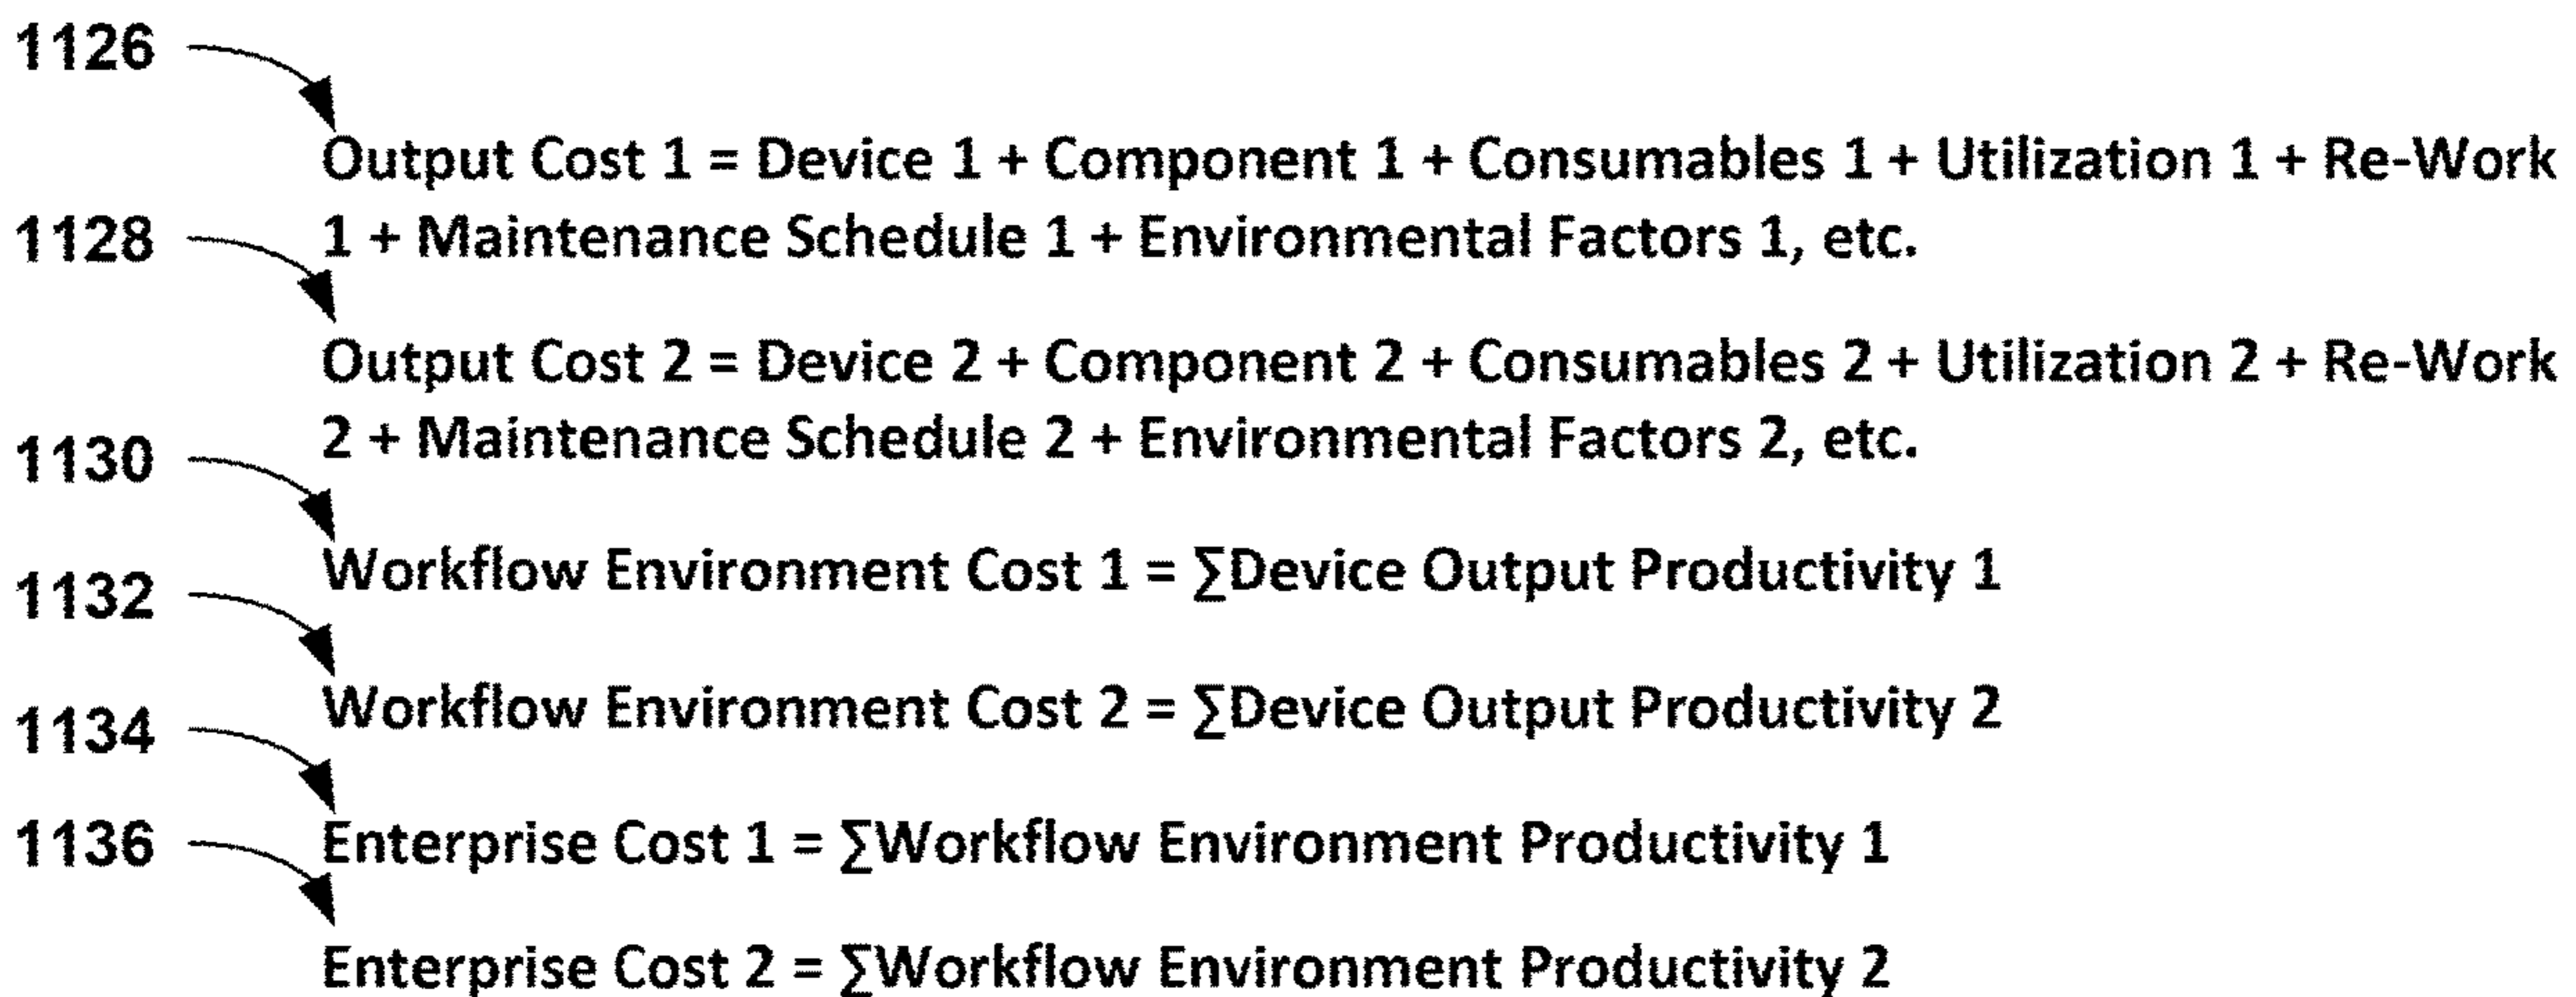 1126
Output Cost 1 = Device 1 + Component 1 + Consumables 1 + Utilization 1 + Re-Work
1128
1 + Maintenance Schedule 1 + Environmental Factors 1, etc.
Output Cost 2 = Device 2 + Component 2 + Consumables 2 + Utilization 2 + Re-Work
1130
2 + Maintenance Schedule 2 + Environmental Factors 2, etc.
Workflow Environment Cost 1 = ∑Device Output Productivity 1
1132
Workflow Environment Cost 2 = ∑Device Output Productivity 2
1134
Enterprise Cost 1 = ∑Workflow Environment Productivity 1
1136
Enterprise Cost 2 = ∑Workflow Environment Productivity 2